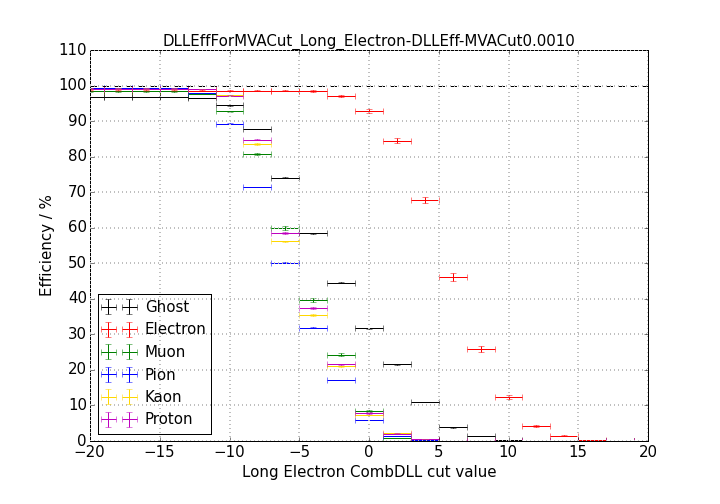 DLLEffForMVACut_Long_Electron-DLLEff-MVACut0.0010
110
100
90
80
70
60
50
40
30
20
10
0
Efficiency / %
Ghost
Electron
Muon
Pion
Kaon
Proton
−20 −15 −10 −5 0 5 10 15 20
Long Electron CombDLL cut value